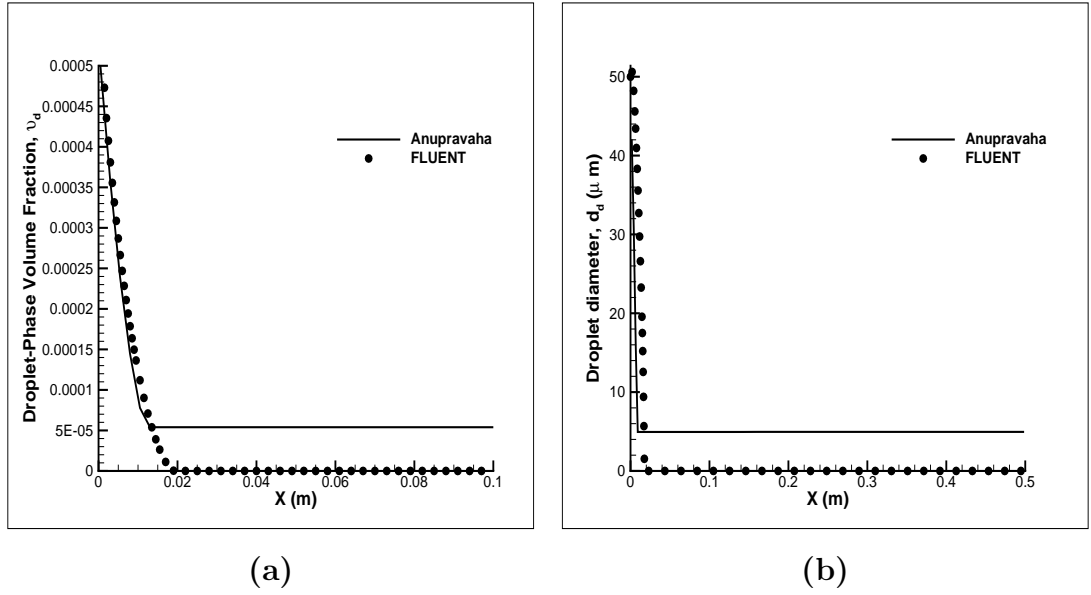 Droplet-Phase Volume Fraction, υd
0.0005
0.00045
0.0004
0.00035
0.0003
0.00025
0.0002
0.00015
0.0001
5E-05
0
0
0.02
0.04
0.06
0.08
0.1
X (m)
Anupravaha
FLUENT
(a)
Droplet diameter, dd (μ m)
50
40
30
20
10
0
0
0.1
0.2
0.3
0.4
0.5
X (m)
Anupravaha
FLUENT
(b)